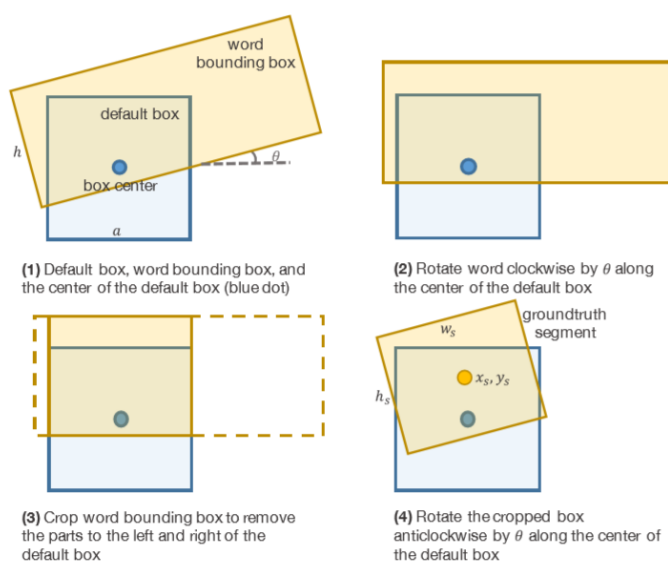 word
bounding box
default box
h
θ
box center
a
(1) Default box, word bounding box, and
the center of the default box (blue dot)
(2) Rotate word clockwise by θ along
the center of the default box
(3) Crop word bounding box to remove
the parts to the left and right of the
default box
groundtruth
segment
w_s
x_s, y_s
h_s
(4) Rotate the cropped box
anticlockwise by θ along the center of
the default box